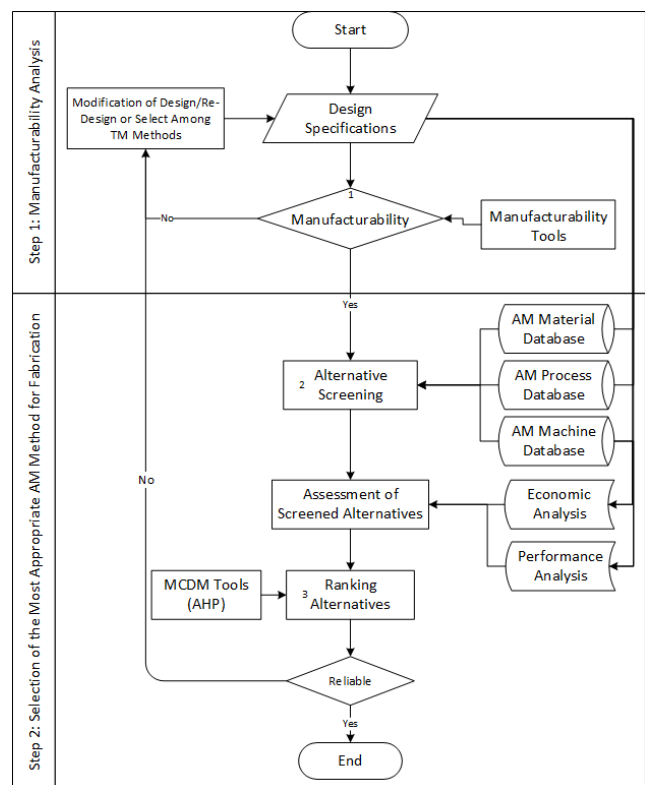 Step 1: Manufacturability Analysis
Start
Modification of Design/Re-
Design or Select Among
TM Methods
Design
Specifications
1
Manufacturability
No
Manufacturability
Tools
Yes
Step 2: Selection of the Most Appropriate AM Method for Fabrication
AM Material
Database
2 Alternative
Screening
AM Process
Database
AM Machine
Database
No
Assessment of
Screened Alternatives
Economic
Analysis
Performance
Analysis
MCDM Tools
(AHP)
3 Ranking
Alternatives
Reliable
Yes
End